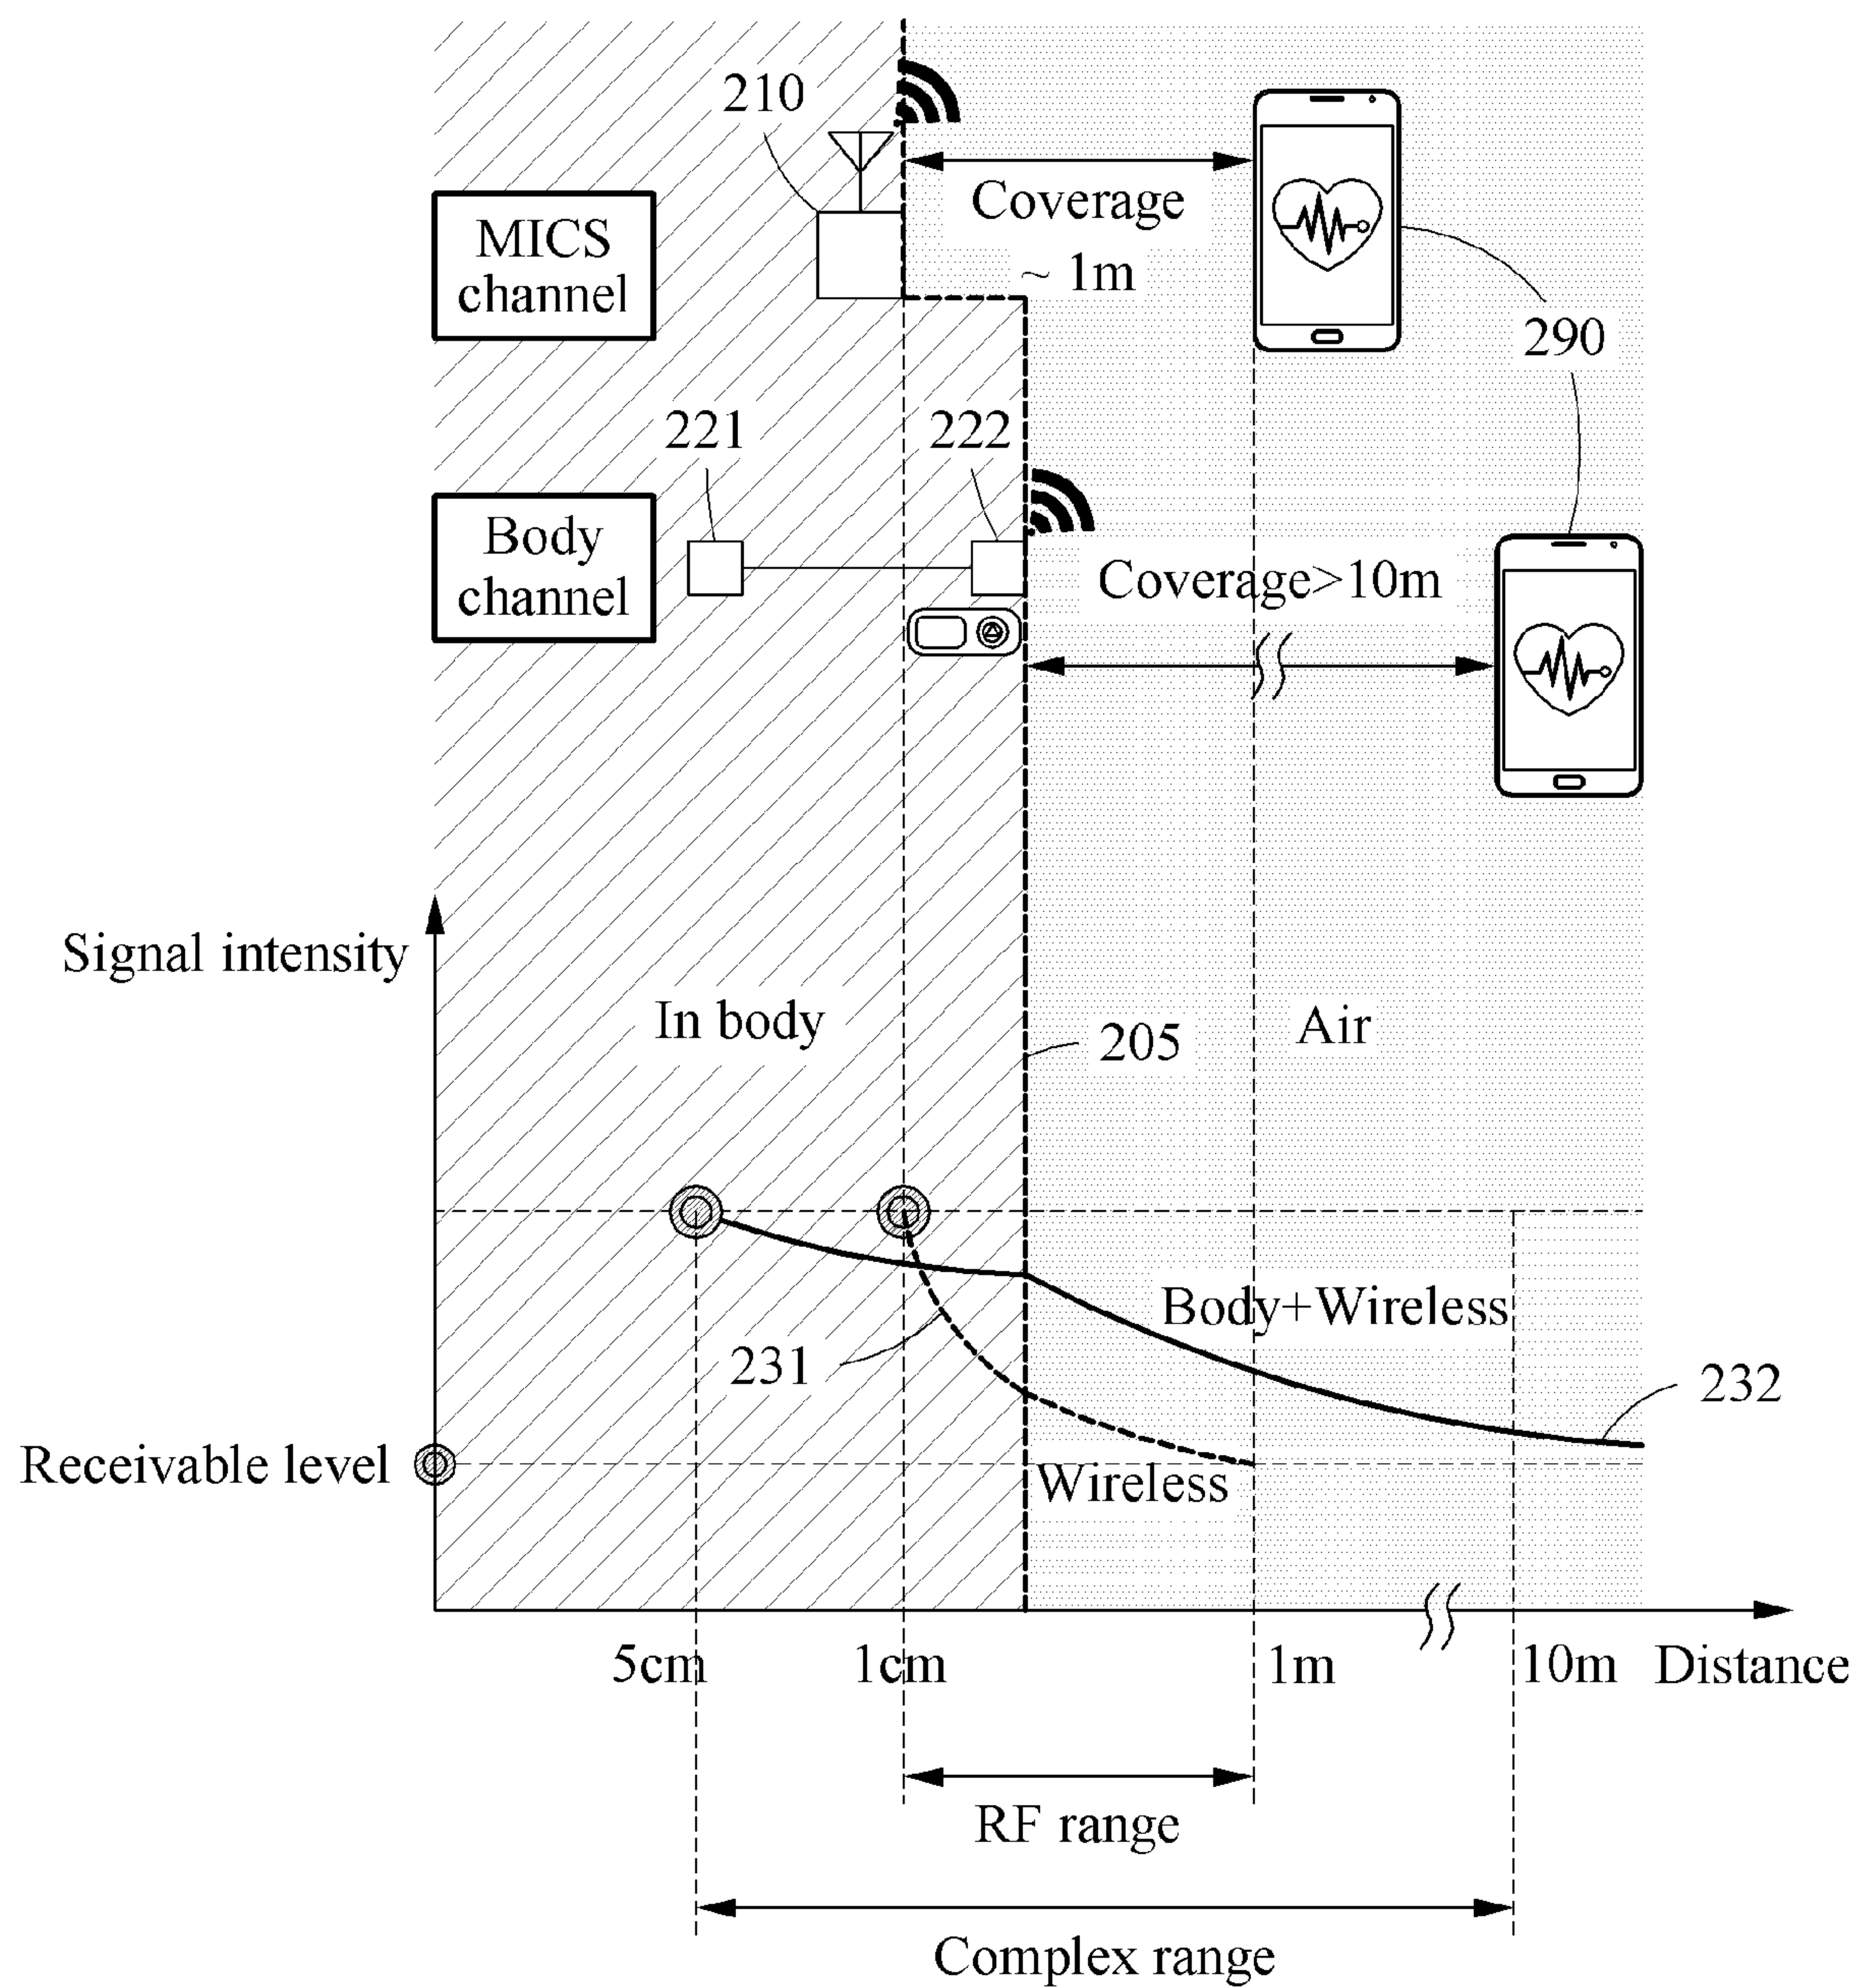 210
MICS
channel
Coverage
~ 1m
290
221
222
Body
channel
Coverage>10m
Signal intensity
In body
205
Air
Body+Wireless
231
232
Receivable level
Wireless
5cm
1cm
1m
10m
Distance
RF range
Complex range